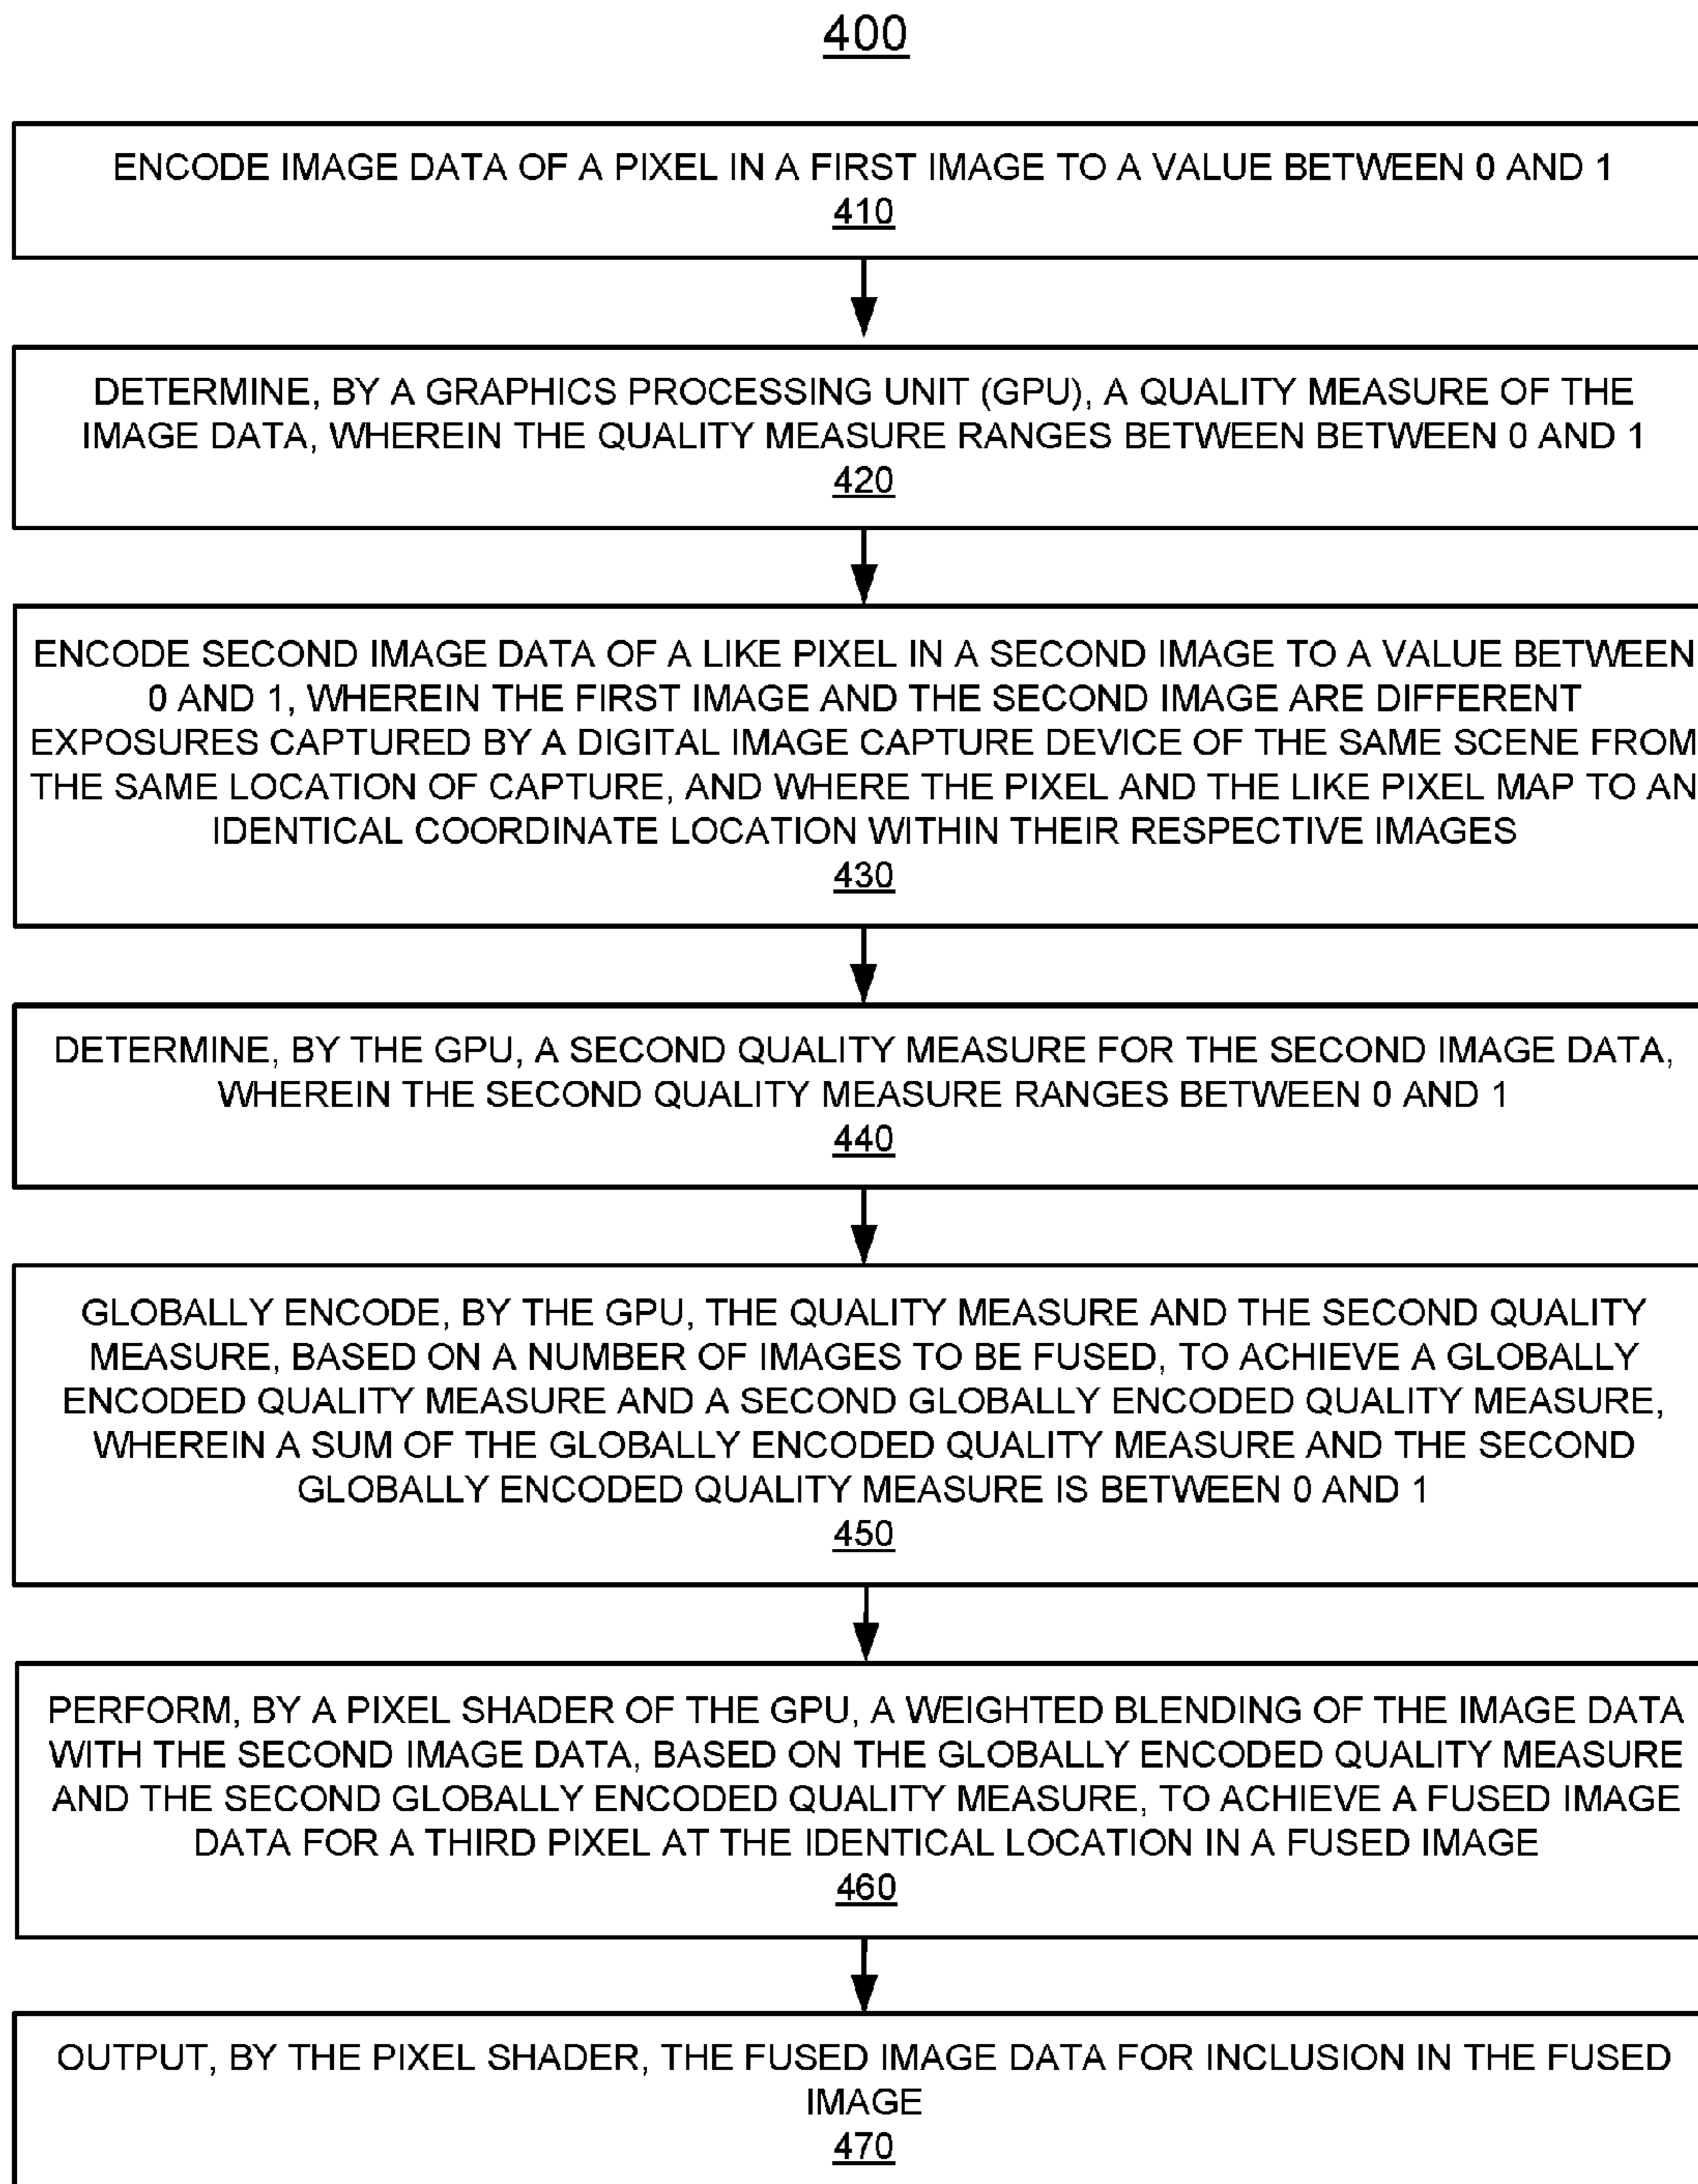 400
ENCODE IMAGE DATA OF A PIXEL IN A FIRST IMAGE TO A VALUE BETWEEN 0 AND 1
410
DETERMINE, BY A GRAPHICS PROCESSING UNIT (GPU), A QUALITY MEASURE OF THE
IMAGE DATA, WHEREIN THE QUALITY MEASURE RANGES BETWEEN BETWEEN 0 AND 1
420
ENCODE SECOND IMAGE DATA OF A LIKE PIXEL IN A SECOND IMAGE TO A VALUE BETWEEN
0 AND 1, WHEREIN THE FIRST IMAGE AND THE SECOND IMAGE ARE DIFFERENT
EXPOSURES CAPTURED BY A DIGITAL IMAGE CAPTURE DEVICE OF THE SAME SCENE FROM
THE SAME LOCATION OF CAPTURE, AND WHERE THE PIXEL AND THE LIKE PIXEL MAP TO AN
IDENTICAL COORDINATE LOCATION WITHIN THEIR RESPECTIVE IMAGES
430
DETERMINE, BY THE GPU, A SECOND QUALITY MEASURE FOR THE SECOND IMAGE DATA,
WHEREIN THE SECOND QUALITY MEASURE RANGES BETWEEN 0 AND 1
440
GLOBALLY ENCODE, BY THE GPU, THE QUALITY MEASURE AND THE SECOND QUALITY
MEASURE, BASED ON A NUMBER OF IMAGES TO BE FUSED, TO ACHIEVE A GLOBALLY
ENCODED QUALITY MEASURE AND A SECOND GLOBALLY ENCODED QUALITY MEASURE,
WHEREIN A SUM OF THE GLOBALLY ENCODED QUALITY MEASURE AND THE SECOND
GLOBALLY ENCODED QUALITY MEASURE IS BETWEEN 0 AND 1
450
PERFORM, BY A PIXEL SHADER OF THE GPU, A WEIGHTED BLENDING OF THE IMAGE DATA
WITH THE SECOND IMAGE DATA, BASED ON THE GLOBALLY ENCODED QUALITY MEASURE
AND THE SECOND GLOBALLY ENCODED QUALITY MEASURE, TO ACHIEVE A FUSED IMAGE
DATA FOR A THIRD PIXEL AT THE IDENTICAL LOCATION IN A FUSED IMAGE
460
OUTPUT, BY THE PIXEL SHADER, THE FUSED IMAGE DATA FOR INCLUSION IN THE FUSED
IMAGE
470